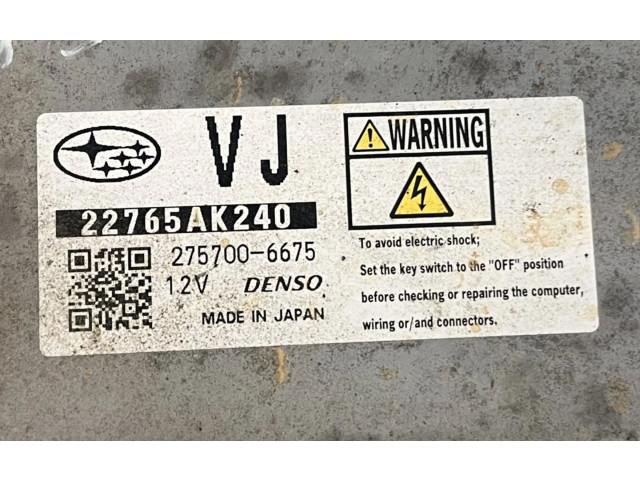 VJ
22765AK240
275700-6675
12V DENSO
MADE IN JAPAN
WARNING
To avoid electric shock;
Set the key switch to the "OFF" position
before checking or repairing the computer,
wiring or/and connectors.